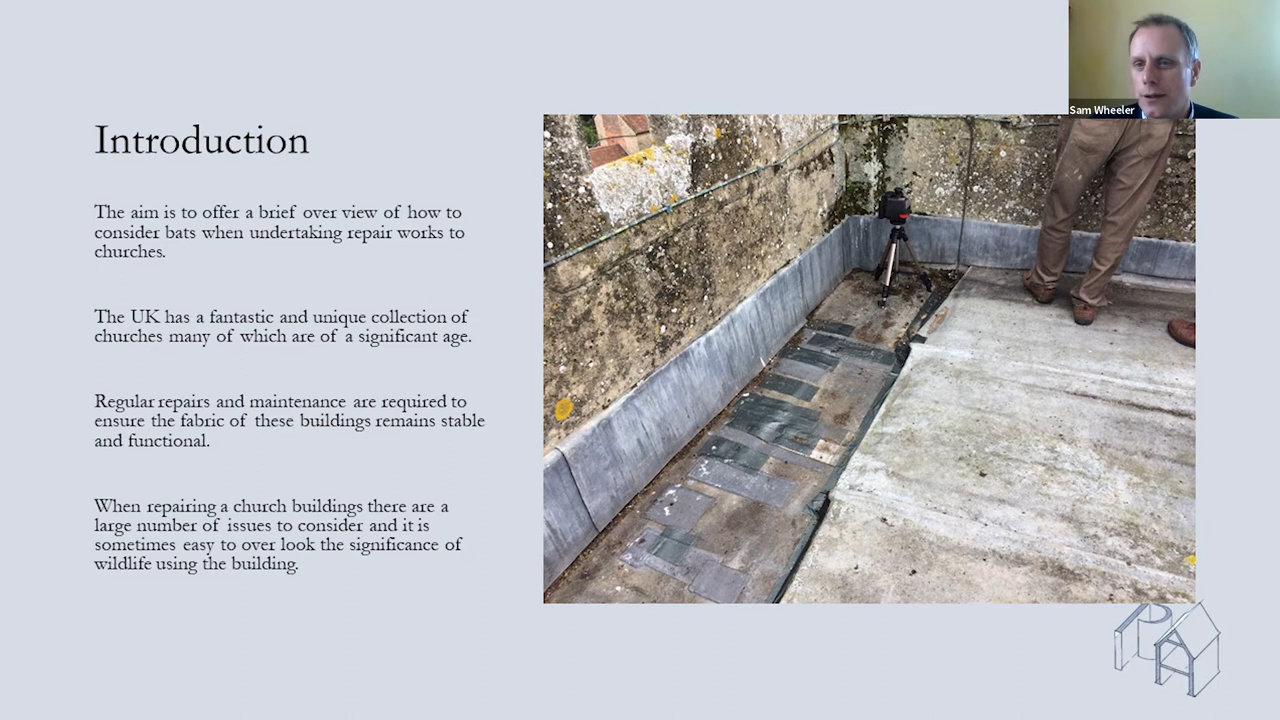 Sam Wheeler
Introduction
The aim is to offer a brief over view of how to
consider bats when undertaking repair works to
churches.
The UK has a fantastic and unique collection of
churches many of which are of a significant age.
Regular repairs and maintenance are required to
ensure the fabric of these buildings remains stable
and functional.
When repairing a church buildings there are a
large number of issues to consider and it is
sometimes easy to over look the significance of
wildlife using the building.